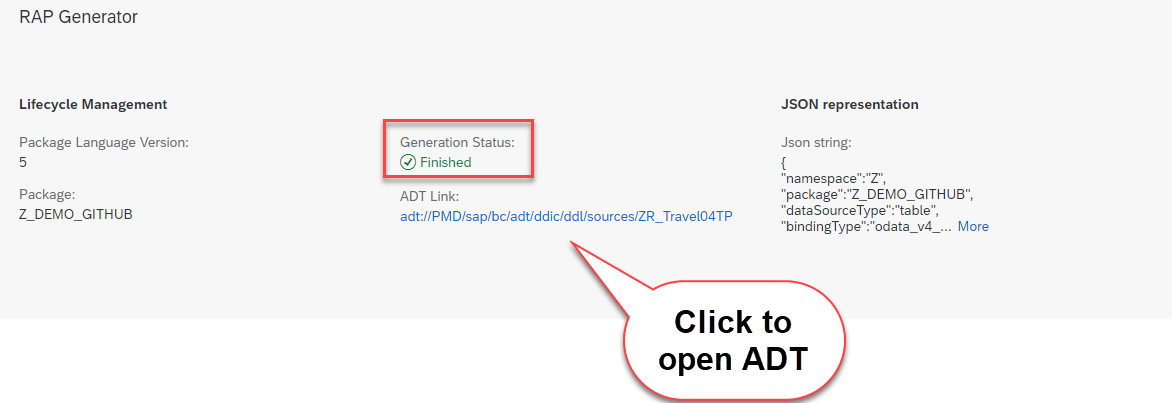 RAP Generator
Lifecycle Management
Package Language Version:
5
Package:
Z_DEMO_GITHUB
Generation Status:
Finished
ADT Link:
adt://PMD/sap/bc/adt/ddic/ddl/sources/ZR_Travel04TP
JSON representation
Json string:
{
"namespace":"Z",
"package":"Z_DEMO_GITHUB",
"dataSourceType":"table",
"bindingType":"odata_v4_... More
Click to
open ADT